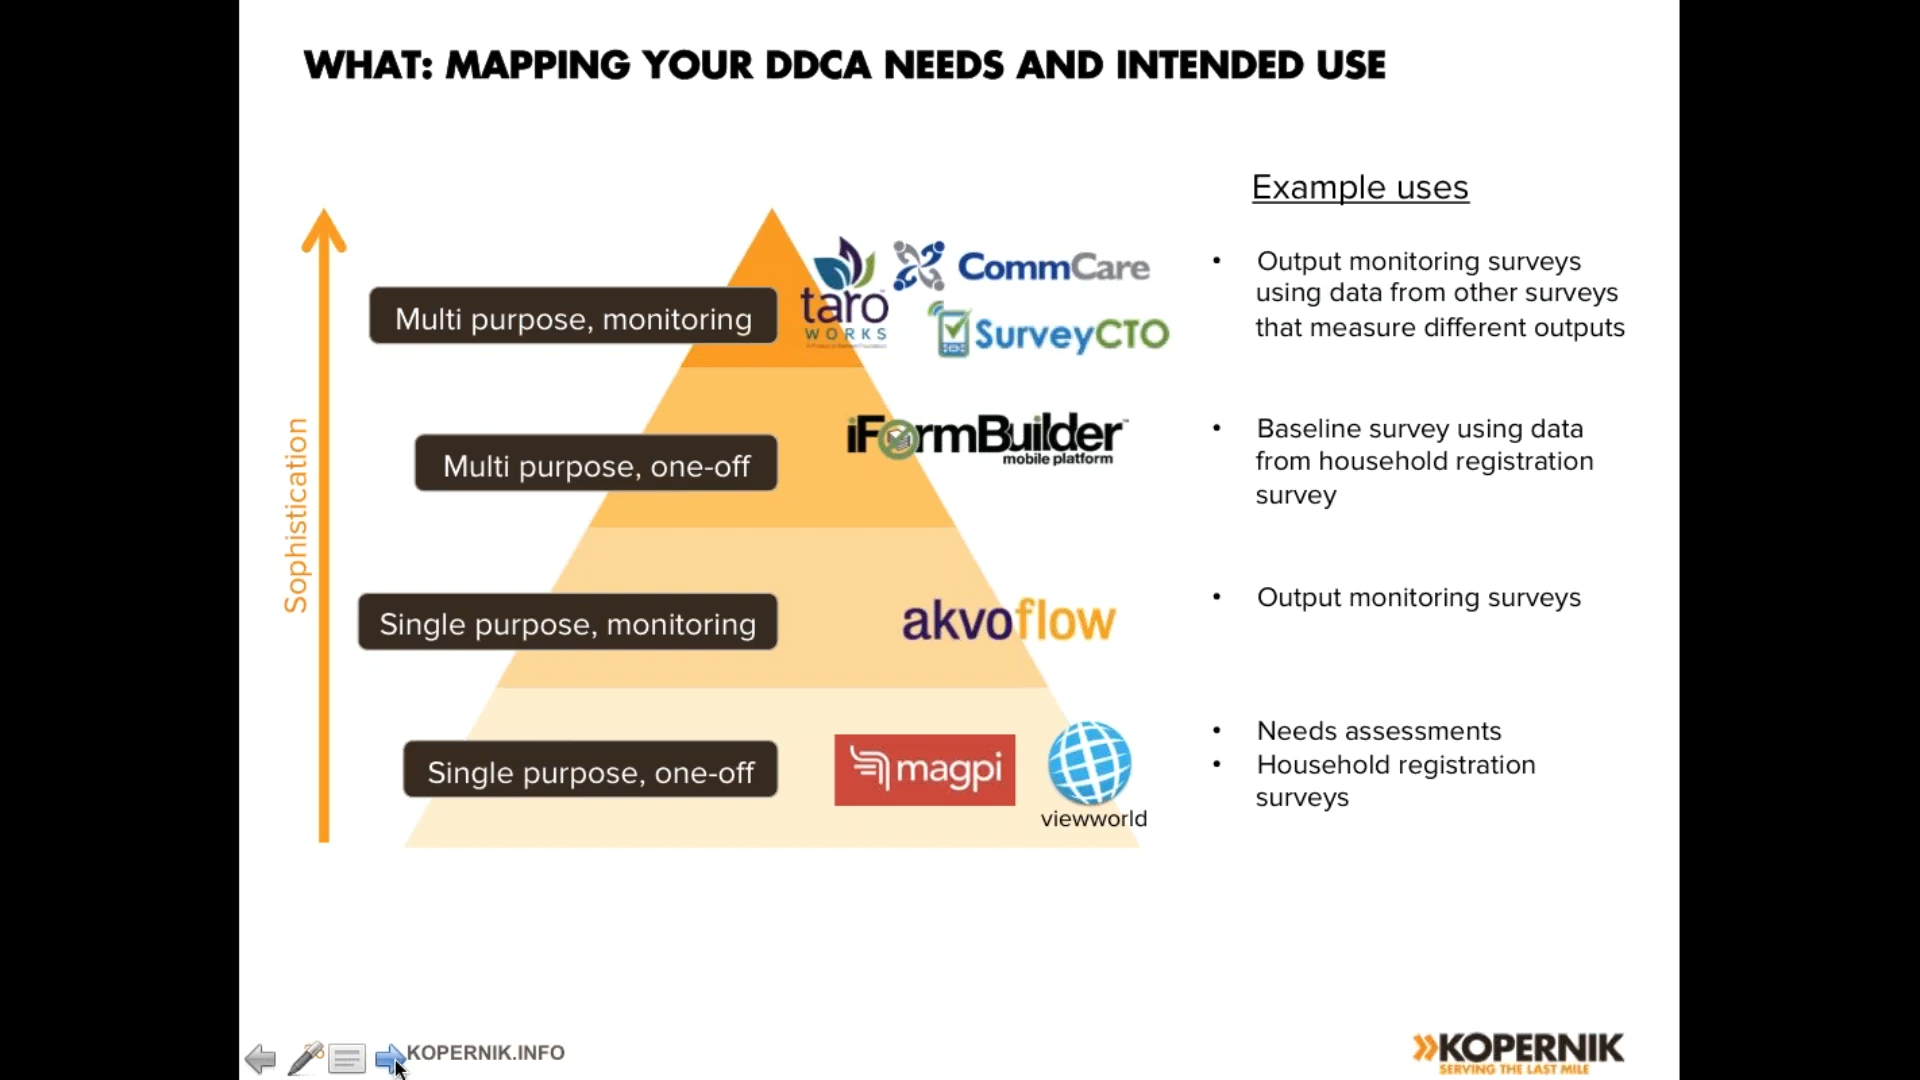 WHAT: MAPPING YOUR DDCA NEEDS AND INTENDED USE
Example uses
Sophistication
Multi purpose, monitoring
taro
WORKS
CommCare
SurveyCTO
• Output monitoring surveys
using data from other surveys
that measure different outputs
Multi purpose, one-off
iFormBuilder
mobile platform
• Baseline survey using data
from household registration
survey
Single purpose, monitoring
akvoflow
• Output monitoring surveys
Single purpose, one-off
magpi
viewworld
• Needs assessments
• Household registration
surveys
KOPERNIK.INFO
KOPERNIK
SERVING THE LAST MILE